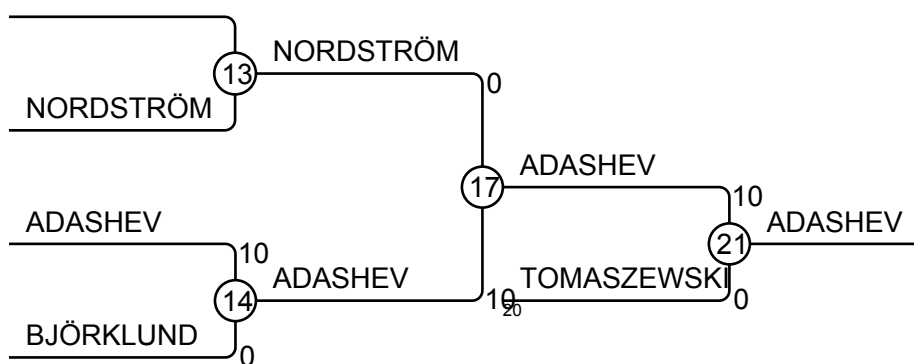 NORDSTRÖM
13
0
NORDSTRÖM
ADASHEV
17
10
ADASHEV
ADASHEV
10
21
ADASHEV
14
TOMASZEWSKI
10
20
0
BJÖRKLUND
0